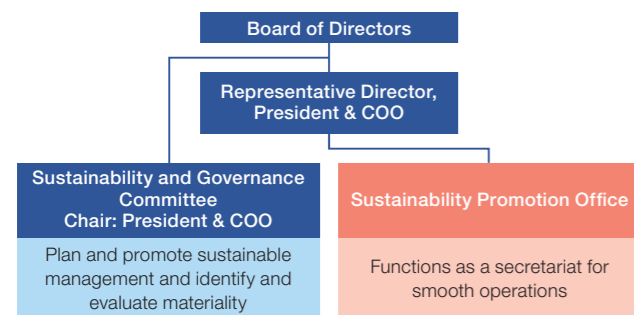 Board of Directors
Representative Director,
President & COO
Sustainability and Governance
Committee
Chair: President & COO
Plan and promote sustainable
management and identify and
evaluate materiality
Sustainability Promotion Office
Functions as a secretariat for
smooth operations